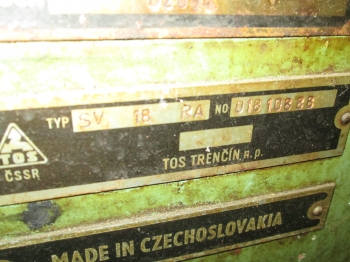 TYP SV 18 RA NO
TOS
ČSSR
TOS TRENČÍN n. p.
MADE IN CZECHOSLOVAKIA